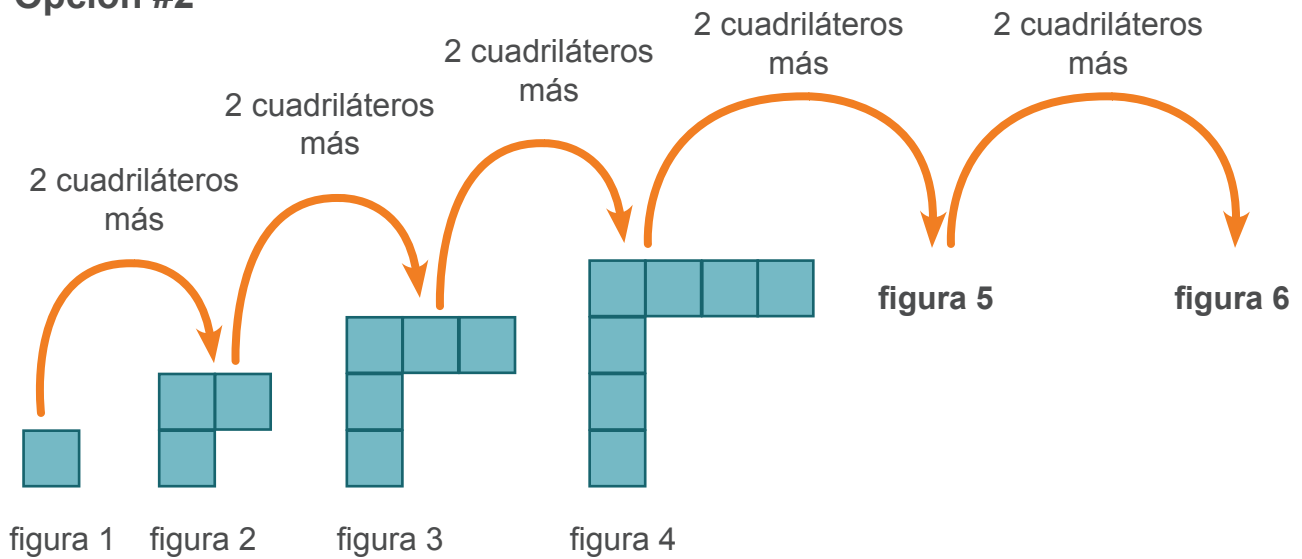 Opción #2
2 cuadriláteros
más
2 cuadriláteros
más
2 cuadriláteros
más
2 cuadriláteros
más
2 cuadriláteros
más
figura 1
figura 2
figura 3
figura 4
figura 5
figura 6